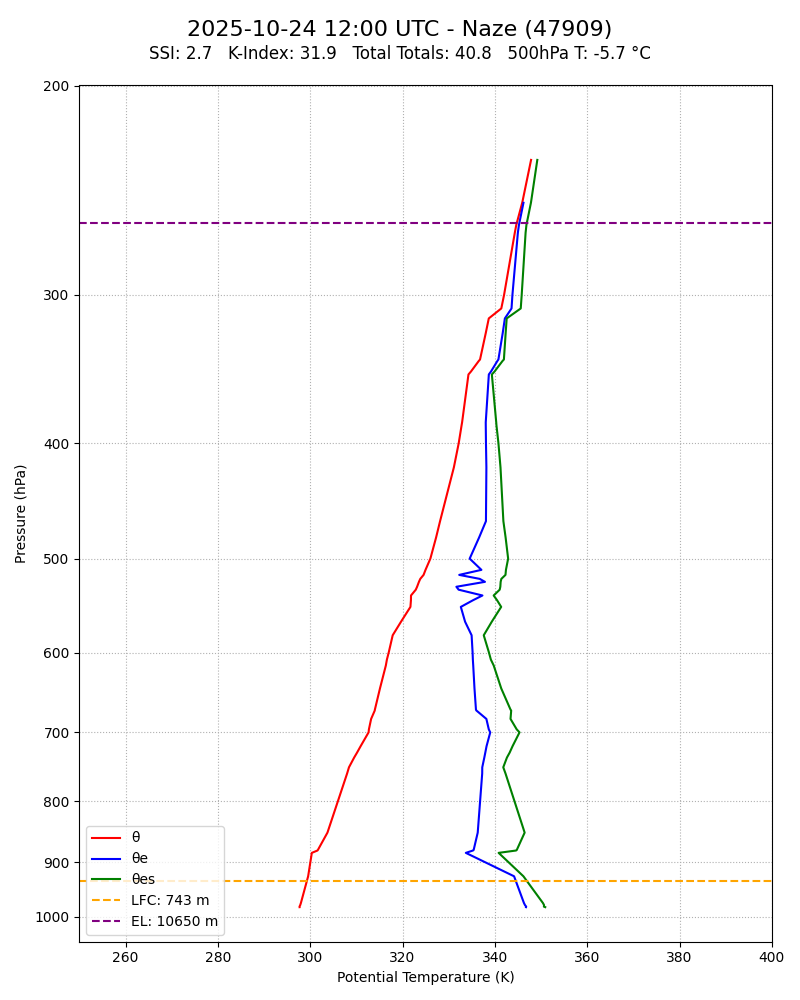 2025-10-24 12:00 UTC - Naze (47909)
SSI: 2.7   K-Index: 31.9   Total Totals: 40.8   500hPa T: -5.7 °C
200
300
400
500
600
700
800
900
1000
Pressure (hPa)
θ
θe
θes
LFC: 743 m
EL: 10650 m
260
280
300
320
340
360
380
400
Potential Temperature (K)